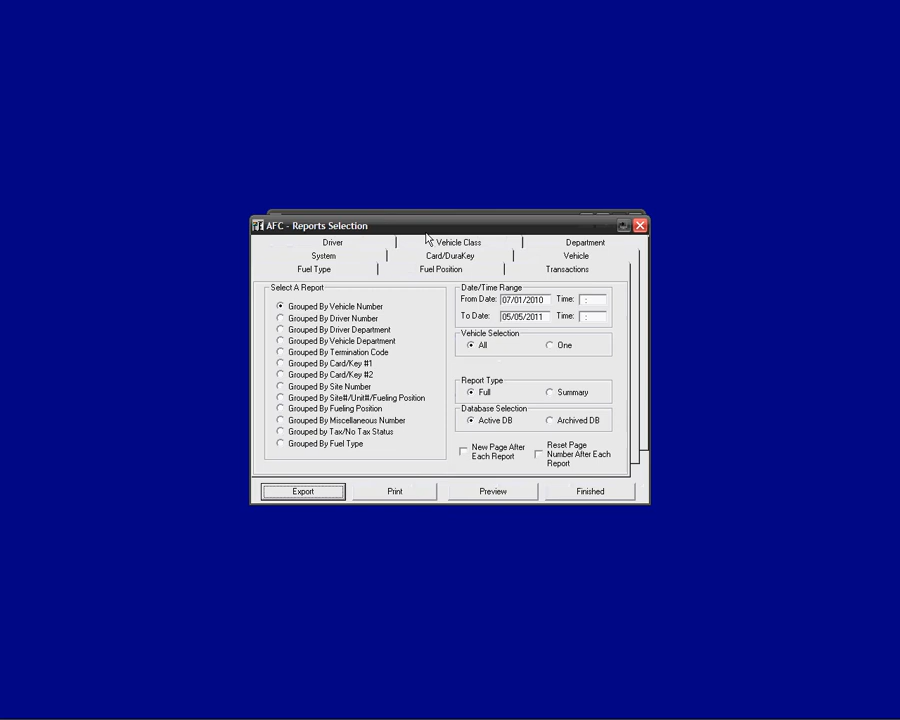 AFC - Reports Selection
Driver Vehicle Class Department
System Card/DuraKey Vehicle
Fuel Type Fuel Position Transactions
Select A Report
Grouped By Vehicle Number
Grouped By Driver Number
Grouped By Driver Department
Grouped By Vehicle Department
Grouped By Termination Code
Grouped By Card/Key #1
Grouped By Card/Key #2
Grouped By Site Number
Grouped By Site#/Unit#/Fueling Position
Grouped By Fueling Position
Grouped By Miscellaneous Number
Grouped by Tax/No Tax Status
Grouped By Fuel Type
Date/Time Range
From Date: 07/01/2010 Time: :
To Date: 05/05/2011 Time: :
Vehicle Selection
All One
Report Type
Full Summary
Database Selection
Active DB Archived DB
New Page After
Each Report
Reset Page
Number After Each
Report
Export Print Preview Finished